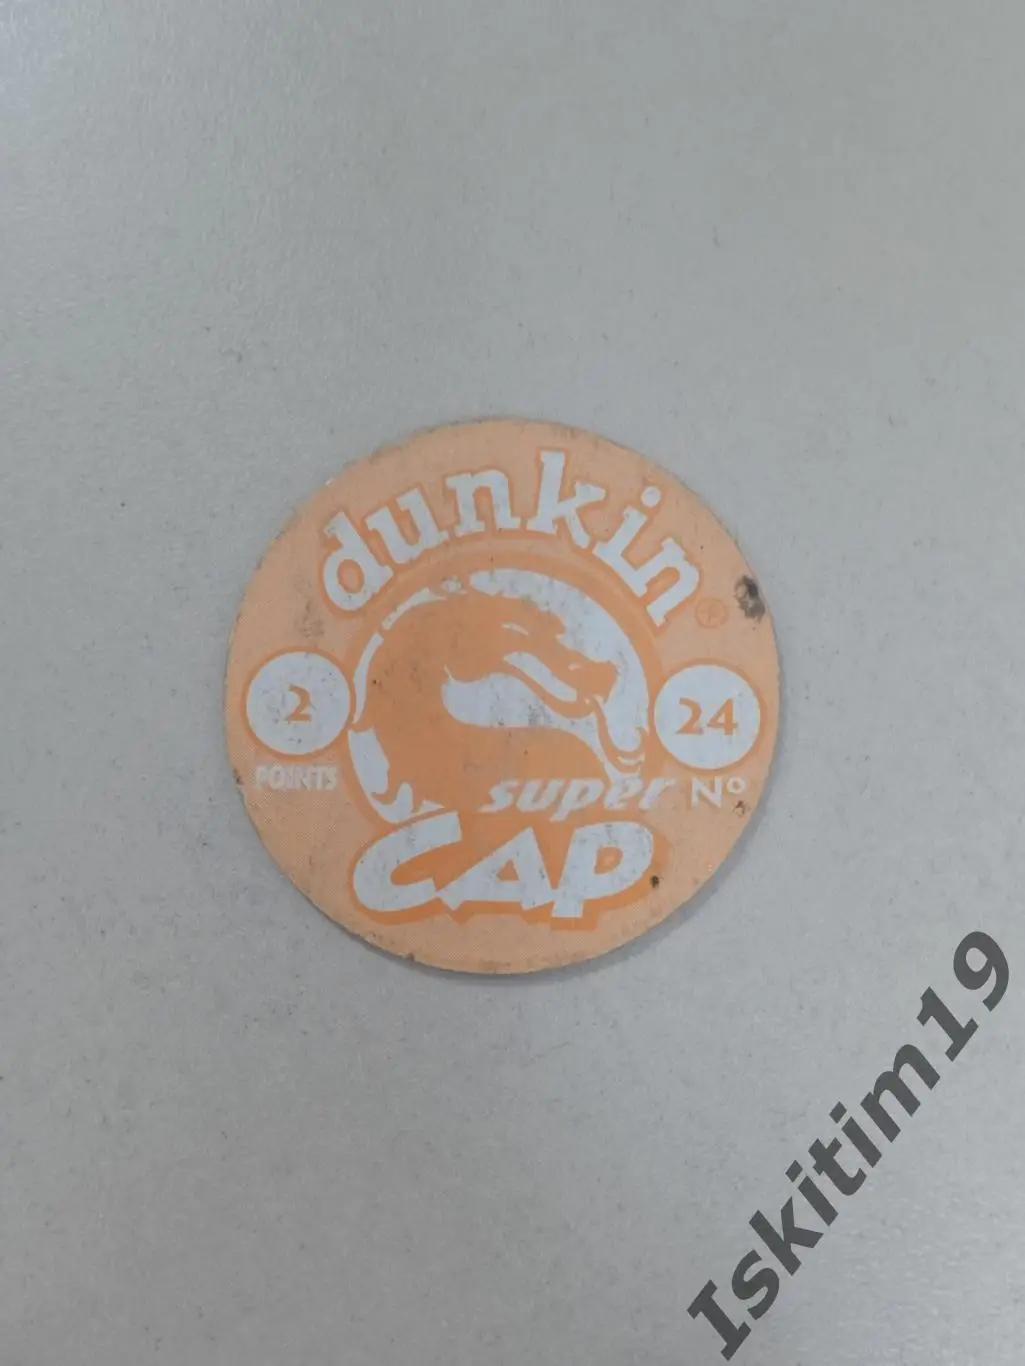 dunkin ®
2 24
POINTS Nº
super
CAP
Iskitim19